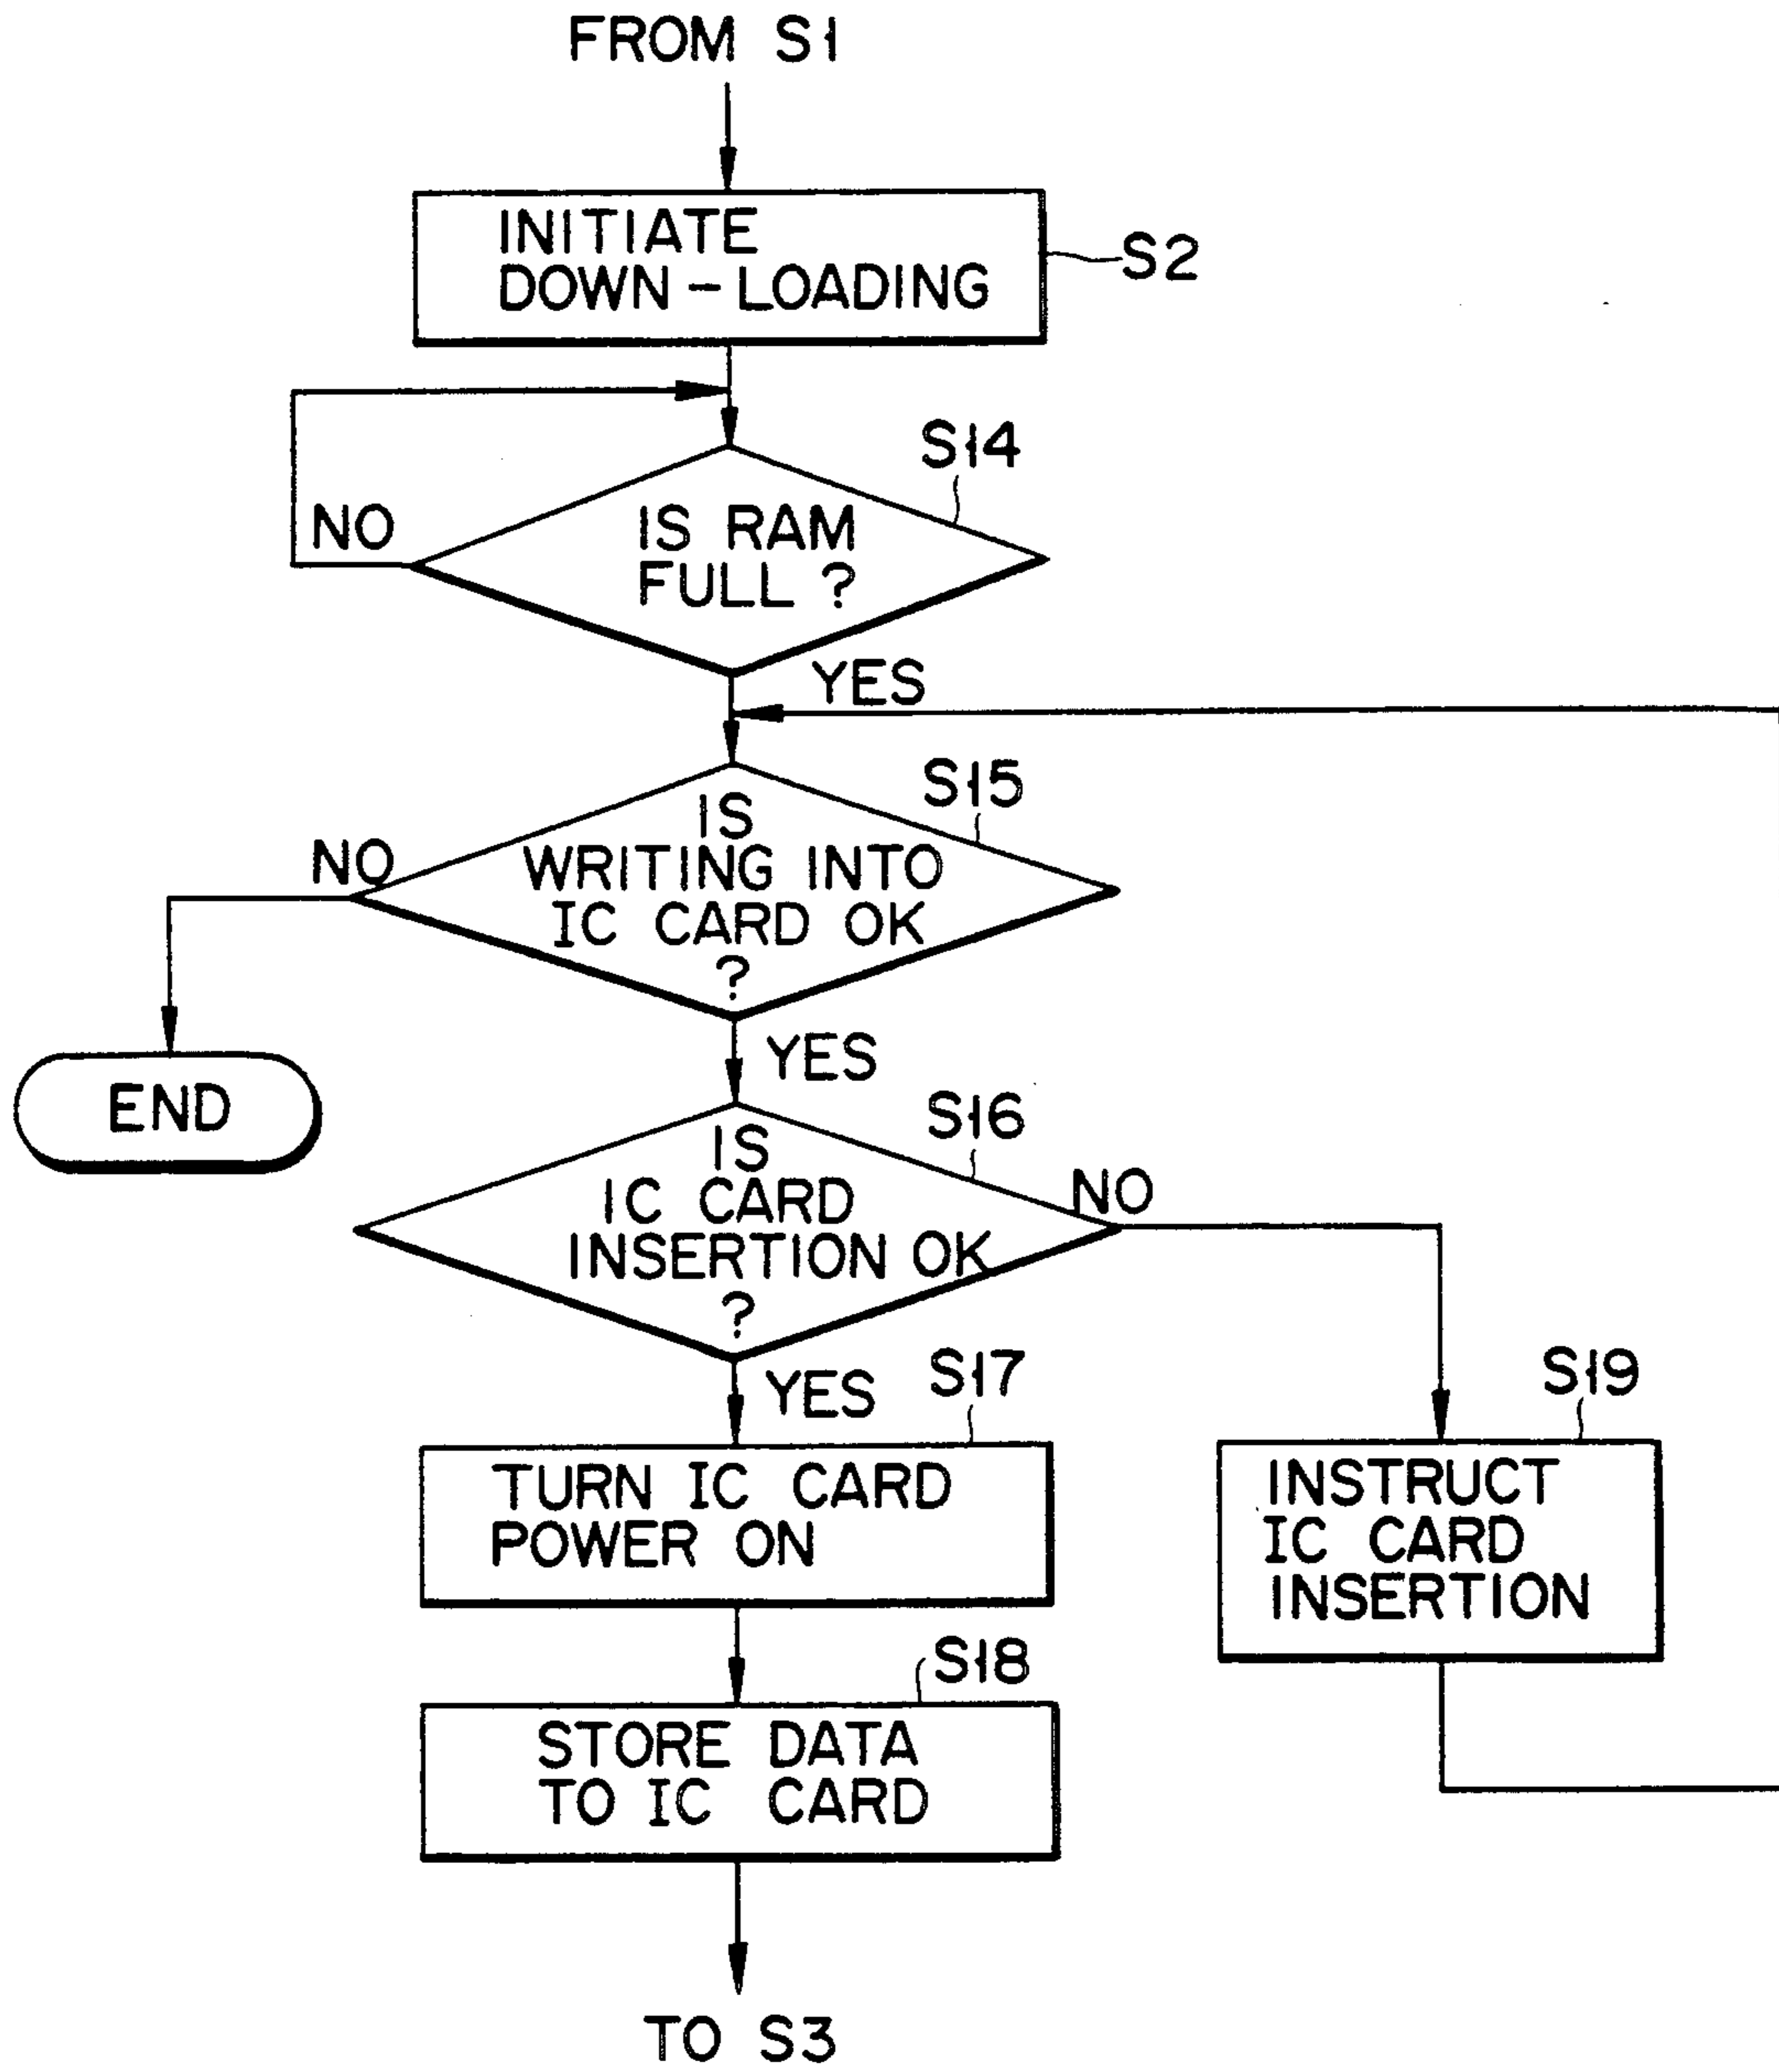 FROM S1
INITIATE
DOWN-LOADING
S2
S14
NO
IS RAM
FULL ?
YES
S15
NO
IS
WRITING INTO
IC CARD OK
?
YES
END
S16
IS
IC CARD
INSERTION OK
?
NO
YES
S17
TURN IC CARD
POWER ON
S19
INSTRUCT
IC CARD
INSERTION
S18
STORE DATA
TO IC CARD
TO S3